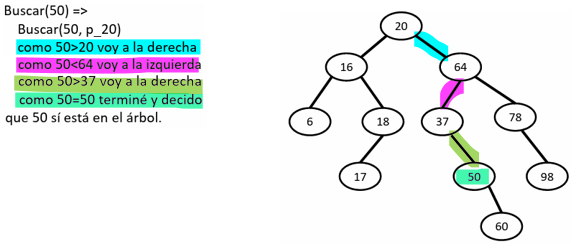 Buscar(50) =>
Buscar(50, p_20)
como 50>20 voy a la derecha
como 50<64 voy a la izquierda
como 50>37 voy a la derecha
como 50=50 terminé y decido
que 50 sí está en el árbol.
20
16
64
6
18
37
78
17
50
98
60